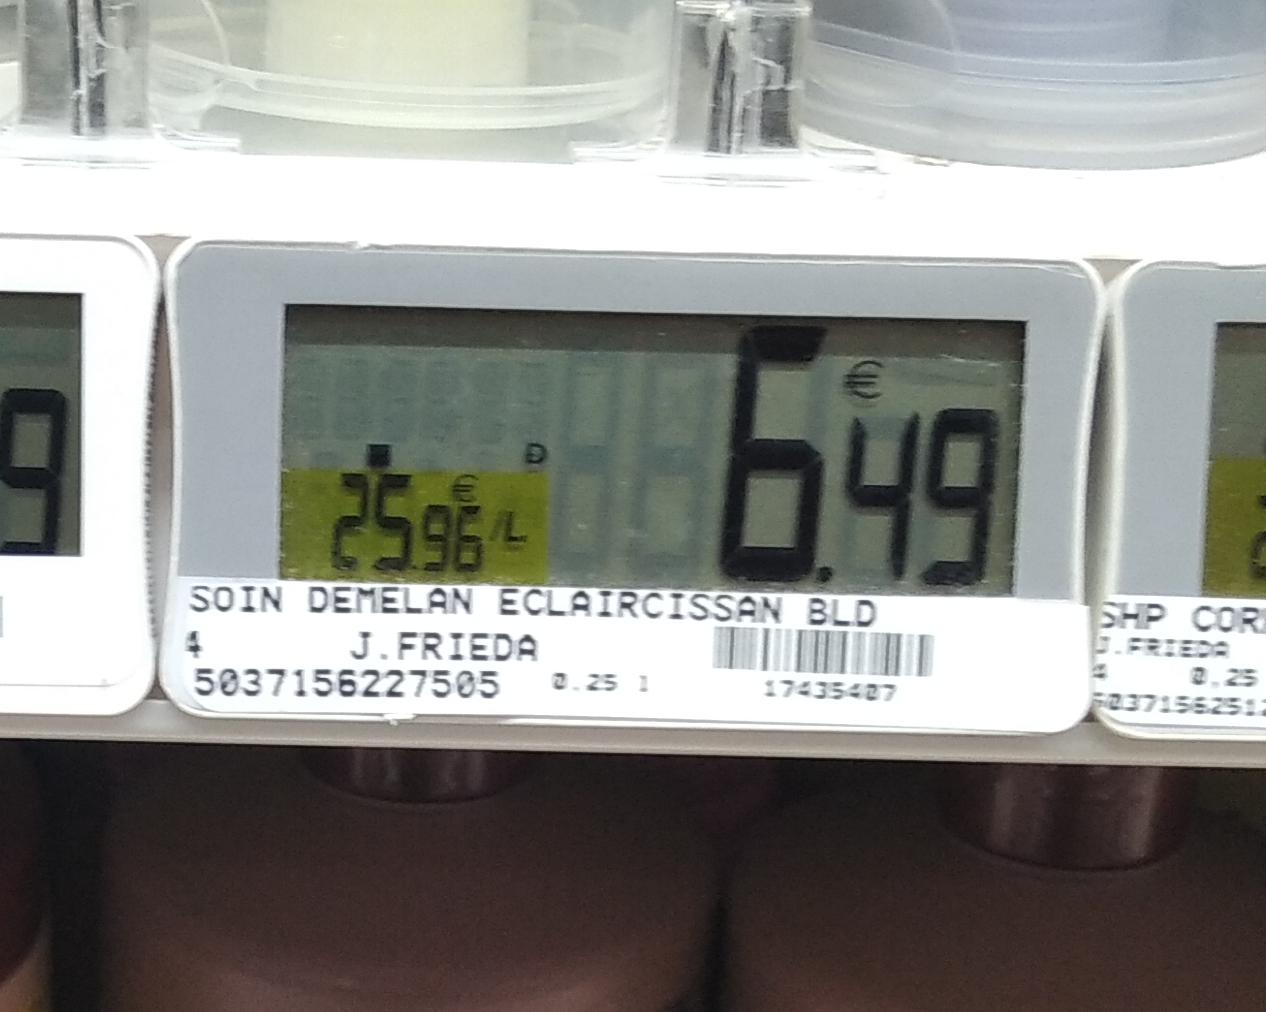 9
6.49 €
D
25.96 € /L
SOIN DEMELAN ECLAIRCISSAN BLD
4 J.FRIEDA
5037156227505 0.25 l 17435407
SHP COR
J.FRIEDA
4 0.25